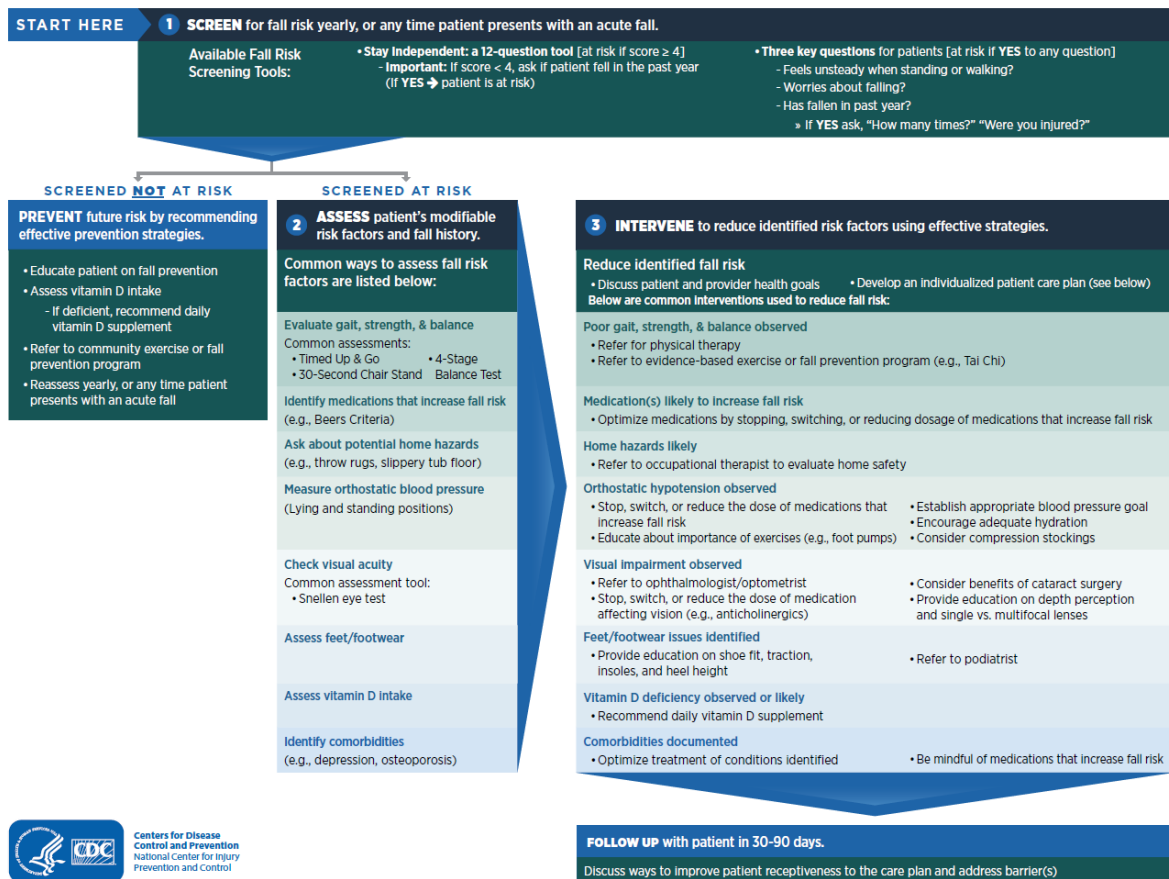 START HERE
1 SCREEN for fall risk yearly, or any time patient presents with an acute fall.
Available Fall Risk
Screening Tools:
• Stay Independent: a 12-question tool [at risk if score ≥ 4]
- Important: If score < 4, ask if patient fell in the past year
(If YES → patient is at risk)
• Three key questions for patients [at risk if YES to any question]
- Feels unsteady when standing or walking?
- Worries about falling?
- Has fallen in past year?
» If YES ask, “How many times?” “Were you injured?”
SCREENED NOT AT RISK
PREVENT future risk by recommending
effective prevention strategies.
• Educate patient on fall prevention
• Assess vitamin D intake
- If deficient, recommend daily
vitamin D supplement
• Refer to community exercise or fall
prevention program
• Reassess yearly, or any time patient
presents with an acute fall
SCREENED AT RISK
2 ASSESS patient’s modifiable
risk factors and fall history.
Common ways to assess fall risk
factors are listed below:
Evaluate gait, strength, & balance
Common assessments:
• Timed Up & Go • 4-Stage
• 30-Second Chair Stand Balance Test
Identify medications that increase fall risk
(e.g., Beers Criteria)
Ask about potential home hazards
(e.g., throw rugs, slippery tub floor)
Measure orthostatic blood pressure
(Lying and standing positions)
Check visual acuity
Common assessment tool:
• Snellen eye test
Assess feet/footwear
Assess vitamin D intake
Identify comorbidities
(e.g., depression, osteoporosis)
3 INTERVENE to reduce identified risk factors using effective strategies.
Reduce identified fall risk
• Discuss patient and provider health goals • Develop an individualized patient care plan (see below)
Below are common interventions used to reduce fall risk:
Poor gait, strength, & balance observed
• Refer for physical therapy
• Refer to evidence-based exercise or fall prevention program (e.g., Tai Chi)
Medication(s) likely to increase fall risk
• Optimize medications by stopping, switching, or reducing dosage of medications that increase fall risk
Home hazards likely
• Refer to occupational therapist to evaluate home safety
Orthostatic hypotension observed
• Stop, switch, or reduce the dose of medications that
increase fall risk
• Educate about importance of exercises (e.g., foot pumps)
• Establish appropriate blood pressure goal
• Encourage adequate hydration
• Consider compression stockings
Visual impairment observed
• Refer to ophthalmologist/optometrist
• Stop, switch, or reduce the dose of medication
affecting vision (e.g., anticholinergics)
• Consider benefits of cataract surgery
• Provide education on depth perception
and single vs. multifocal lenses
Feet/footwear issues identified
• Provide education on shoe fit, traction,
insoles, and heel height
• Refer to podiatrist
Vitamin D deficiency observed or likely
• Recommend daily vitamin D supplement
Comorbidities documented
• Optimize treatment of conditions identified
• Be mindful of medications that increase fall risk
FOLLOW UP with patient in 30-90 days.
Discuss ways to improve patient receptiveness to the care plan and address barrier(s)
CDC
Centers for Disease
Control and Prevention
National Center for Injury
Prevention and Control